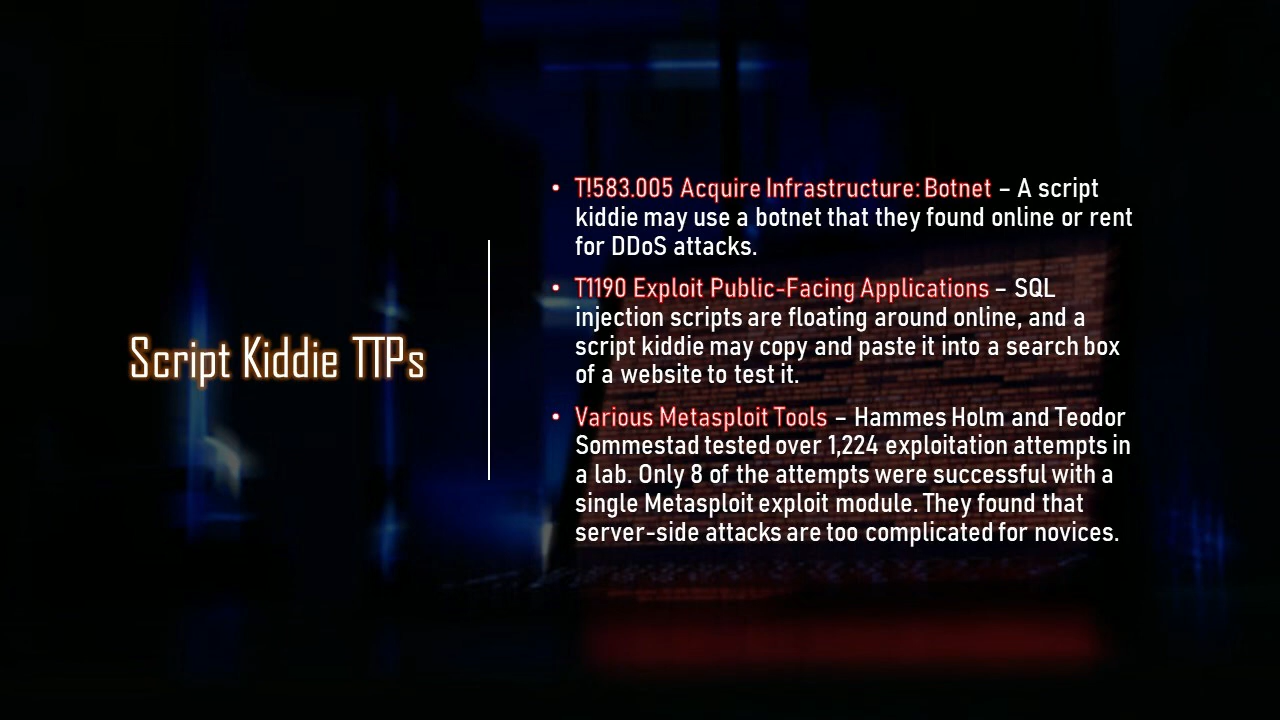 Script Kiddie TTPs
• T!583.005 Acquire Infrastructure: Botnet – A script
kiddie may use a botnet that they found online or rent
for DDoS attacks.
• T1190 Exploit Public-Facing Applications – SQL
injection scripts are floating around online, and a
script kiddie may copy and paste it into a search box
of a website to test it.
• Various Metasploit Tools – Hammes Holm and Teodor
Sommestad tested over 1,224 exploitation attempts in
a lab. Only 8 of the attempts were successful with a
single Metasploit exploit module. They found that
server-side attacks are too complicated for novices.